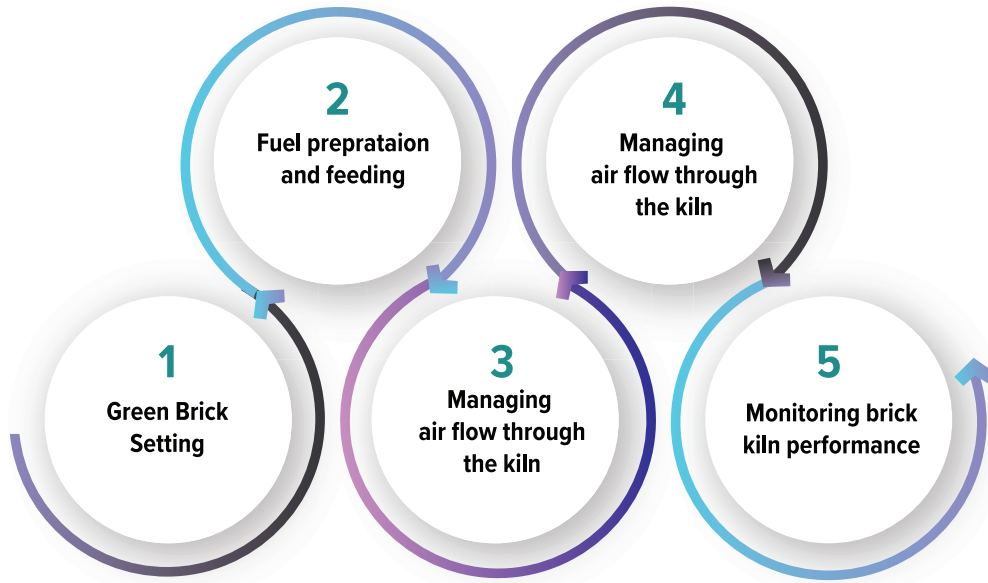 1
Green Brick
Setting
2
Fuel preprataion
and feeding
3
Managing
air flow through
the kiln
4
Managing
air flow through
the kiln
5
Monitoring brick
kiln performance